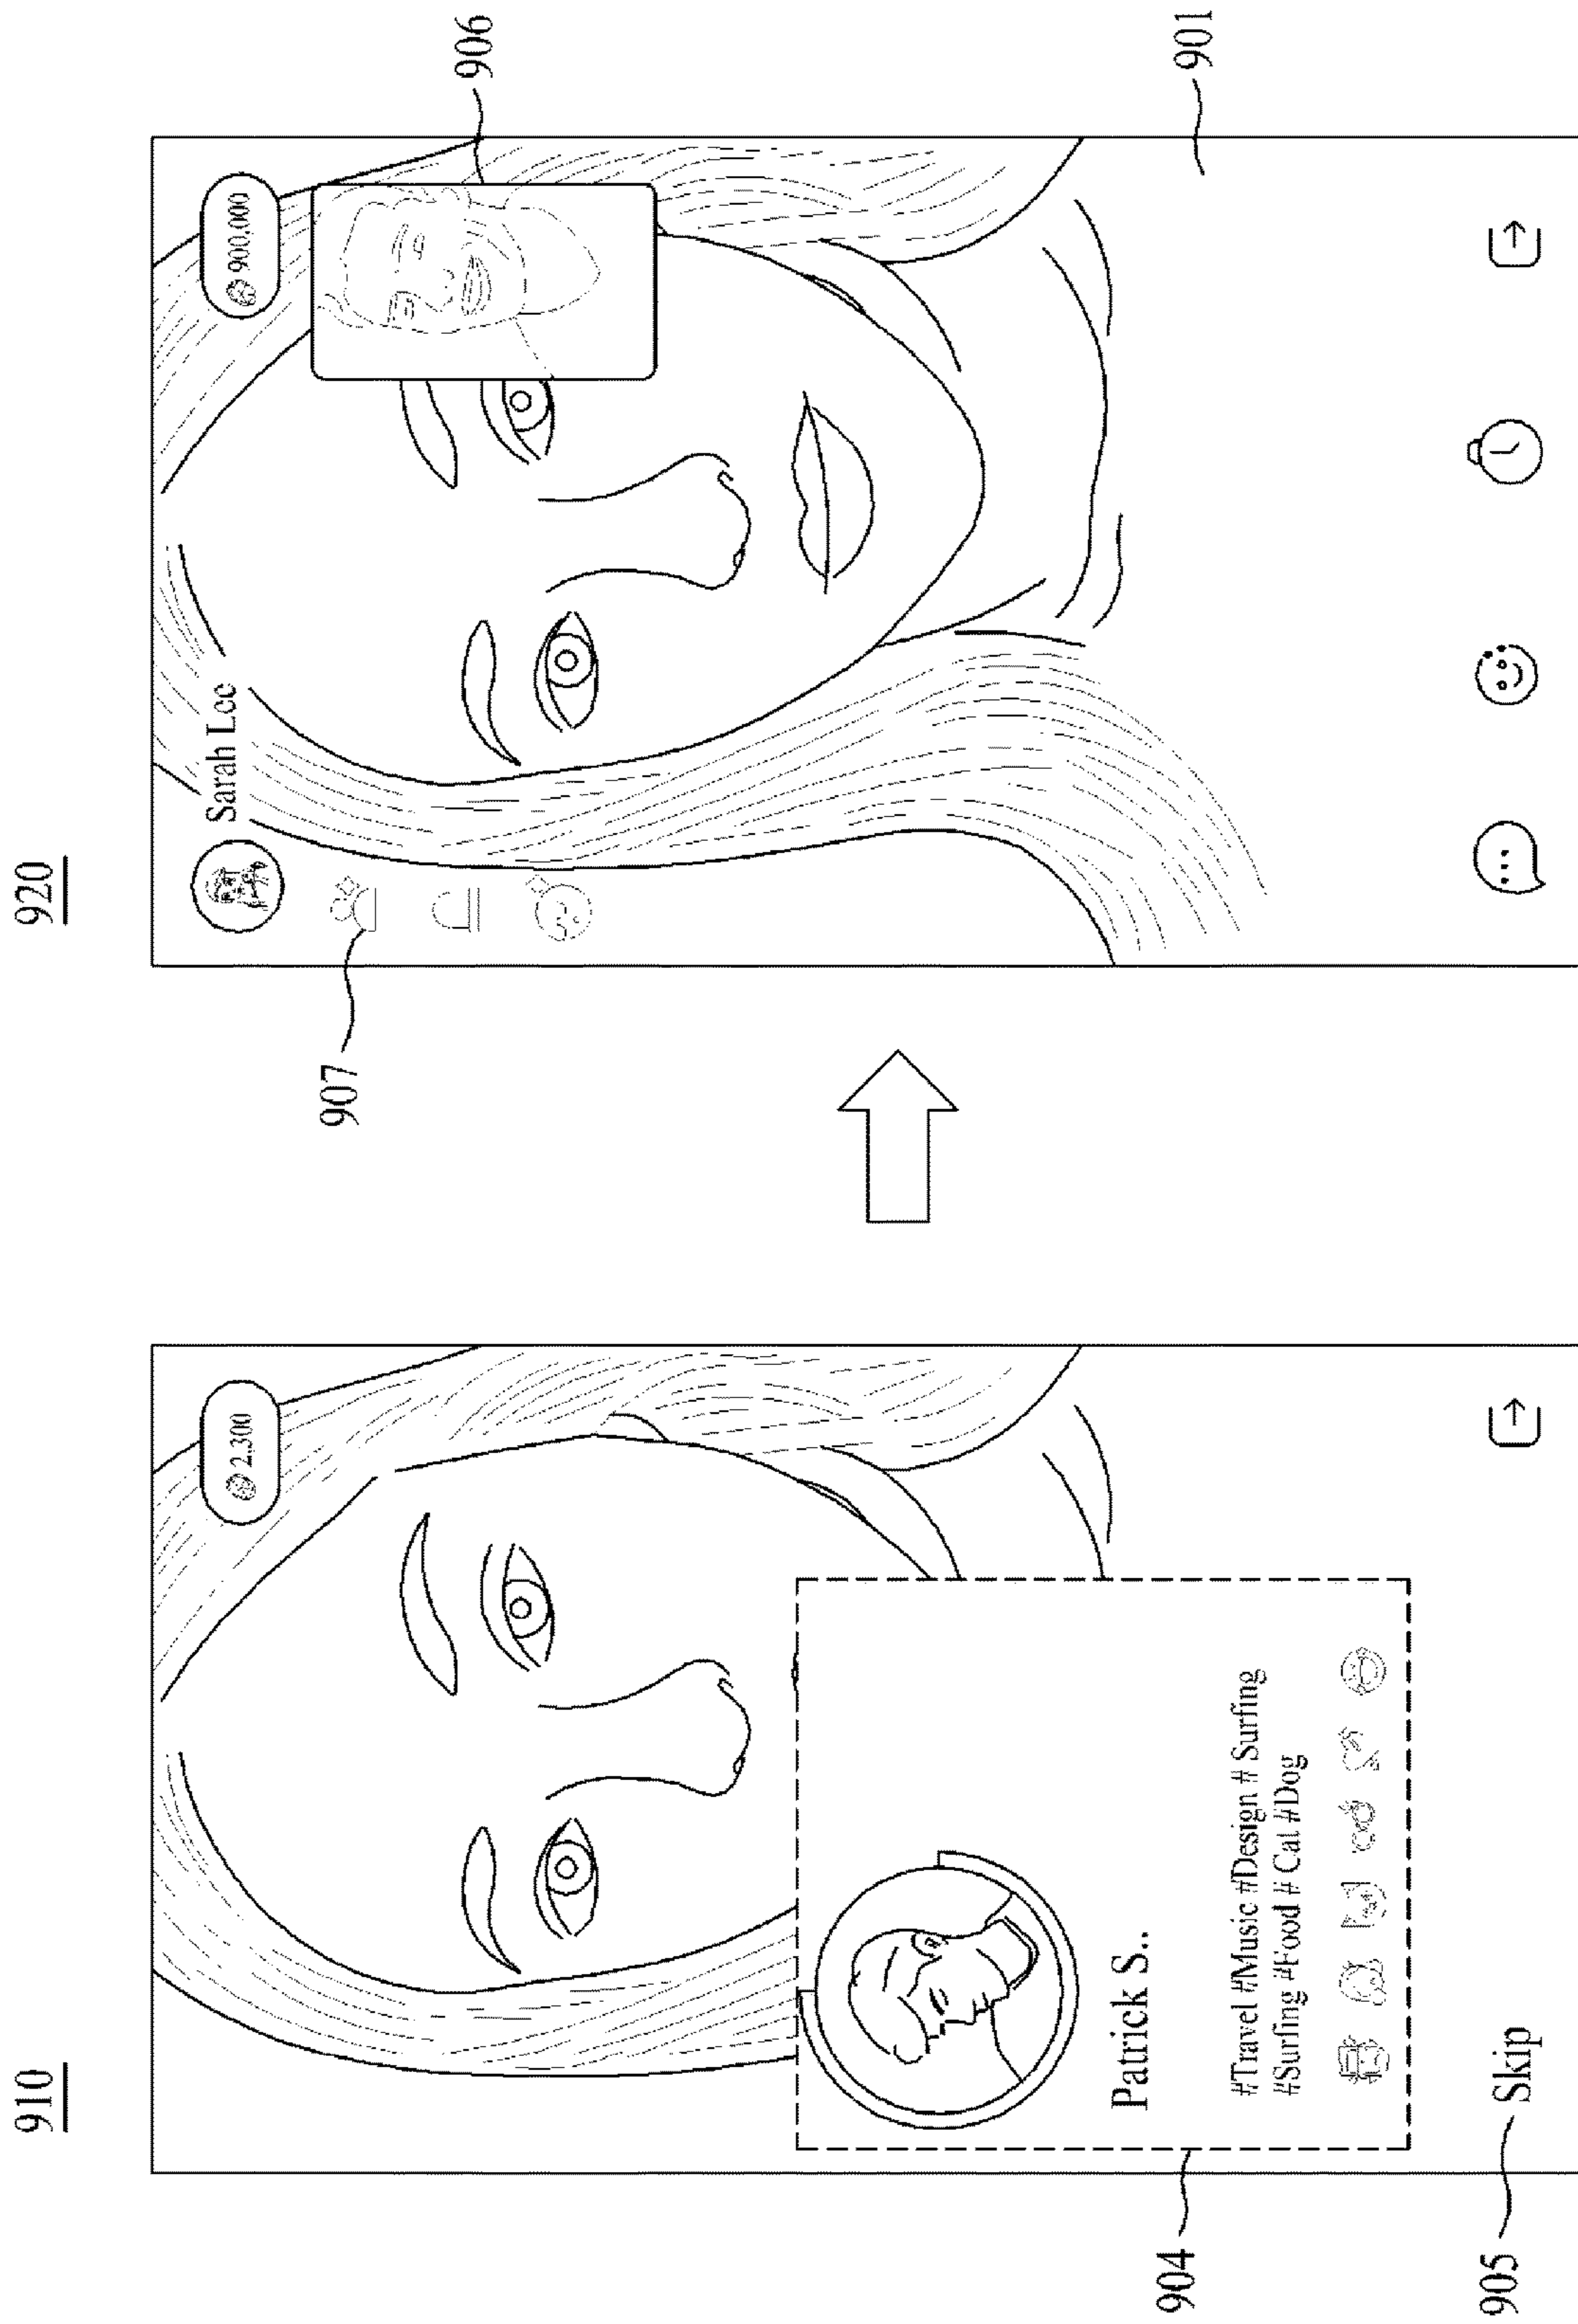 910
2,300
Patrick S..
#Travel #Music #Design # Surfing
#Surfing #Food # Cat #Dog
904
905
Skip
920
Sarah Lee
900,000
906
907
901